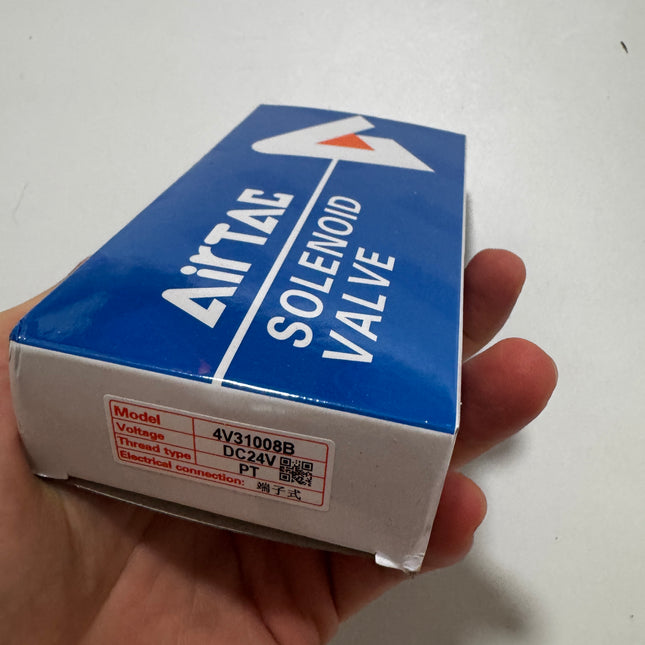 AirTAC
SOLENOID
VALVE
Model 4V31008B
Voltage DC24V
Thread type PT
Electrical connection: 端子式